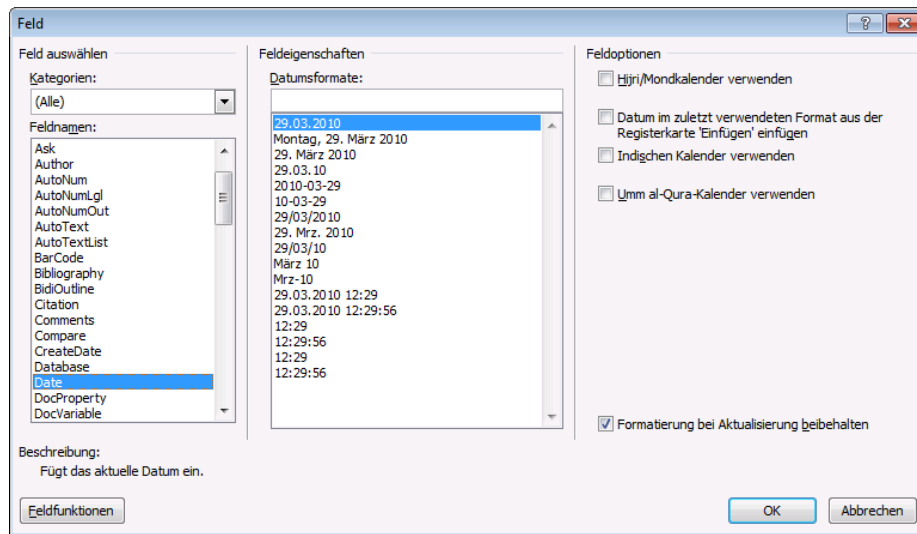 Feld
Feld auswählen
Kategorien:
(Alle)
Feldnamen:
Ask
Author
AutoNum
AutoNumLgl
AutoNumOut
AutoText
AutoTextList
BarCode
Bibliography
BidiOutline
Citation
Comments
Compare
CreateDate
Database
Date
DocProperty
DocVariable
Feldeigenschaften
Datumsformate:
29.03.2010
Montag, 29. März 2010
29. März 2010
29.03.10
2010-03-29
10-03-29
29/03/2010
29. Mrz. 2010
29/03/10
März 10
Mrz-10
29.03.2010 12:29
29.03.2010 12:29:56
12:29
12:29:56
12:29
12:29:56
Feldoptionen
Hijri/Mondkalender verwenden
Datum im zuletzt verwendeten Format aus der
Registerkarte 'Einfügen' einfügen
Indischen Kalender verwenden
Umm al-Qura-Kalender verwenden
Formatierung bei Aktualisierung beibehalten
Beschreibung:
Fügt das aktuelle Datum ein.
Feldfunktionen
OK
Abbrechen